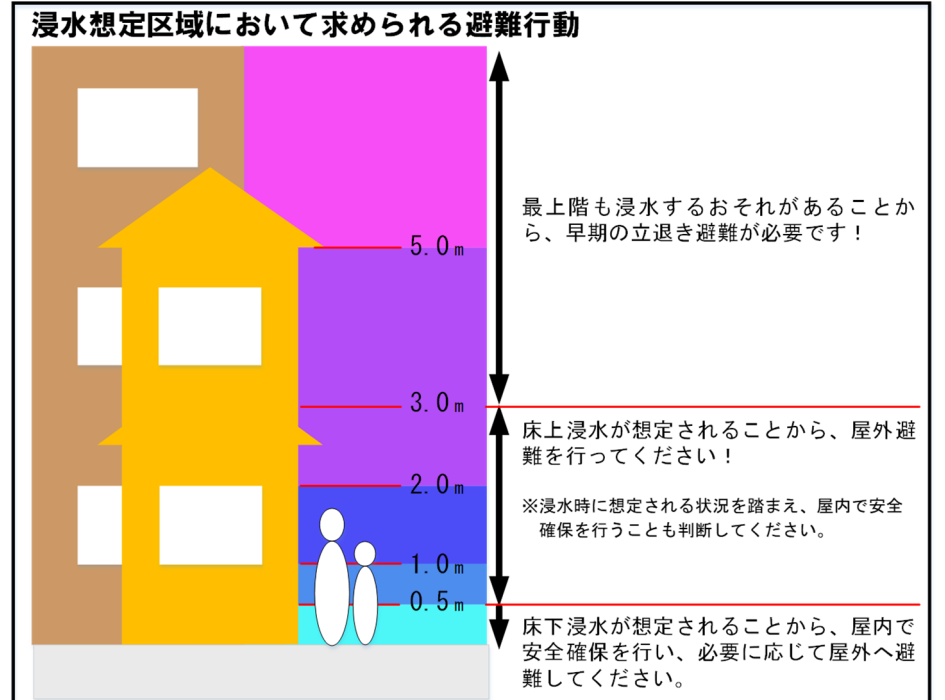 浸水想定区域において求められる避難行動
最上階も浸水するおそれがあることか
ら、早期の立退き避難が必要です！
5.0m
3.0m
床上浸水が想定されることから、屋外避
難を行ってください！
2.0m
※浸水時に想定される状況を踏まえ、屋内で安全
確保を行うことも判断してください。
1.0m
0.5m
床下浸水が想定されることから、屋内で
安全確保を行い、必要に応じて屋外へ避
難してください。